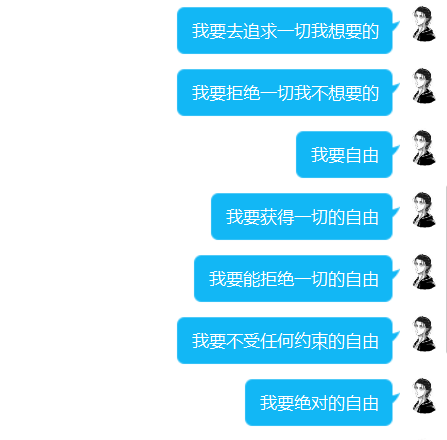 我要去追求一切我想要的
我要拒绝一切我不想要的
我要自由
我要获得一切的自由
我要能拒绝一切的自由
我要不受任何约束的自由
我要绝对的自由